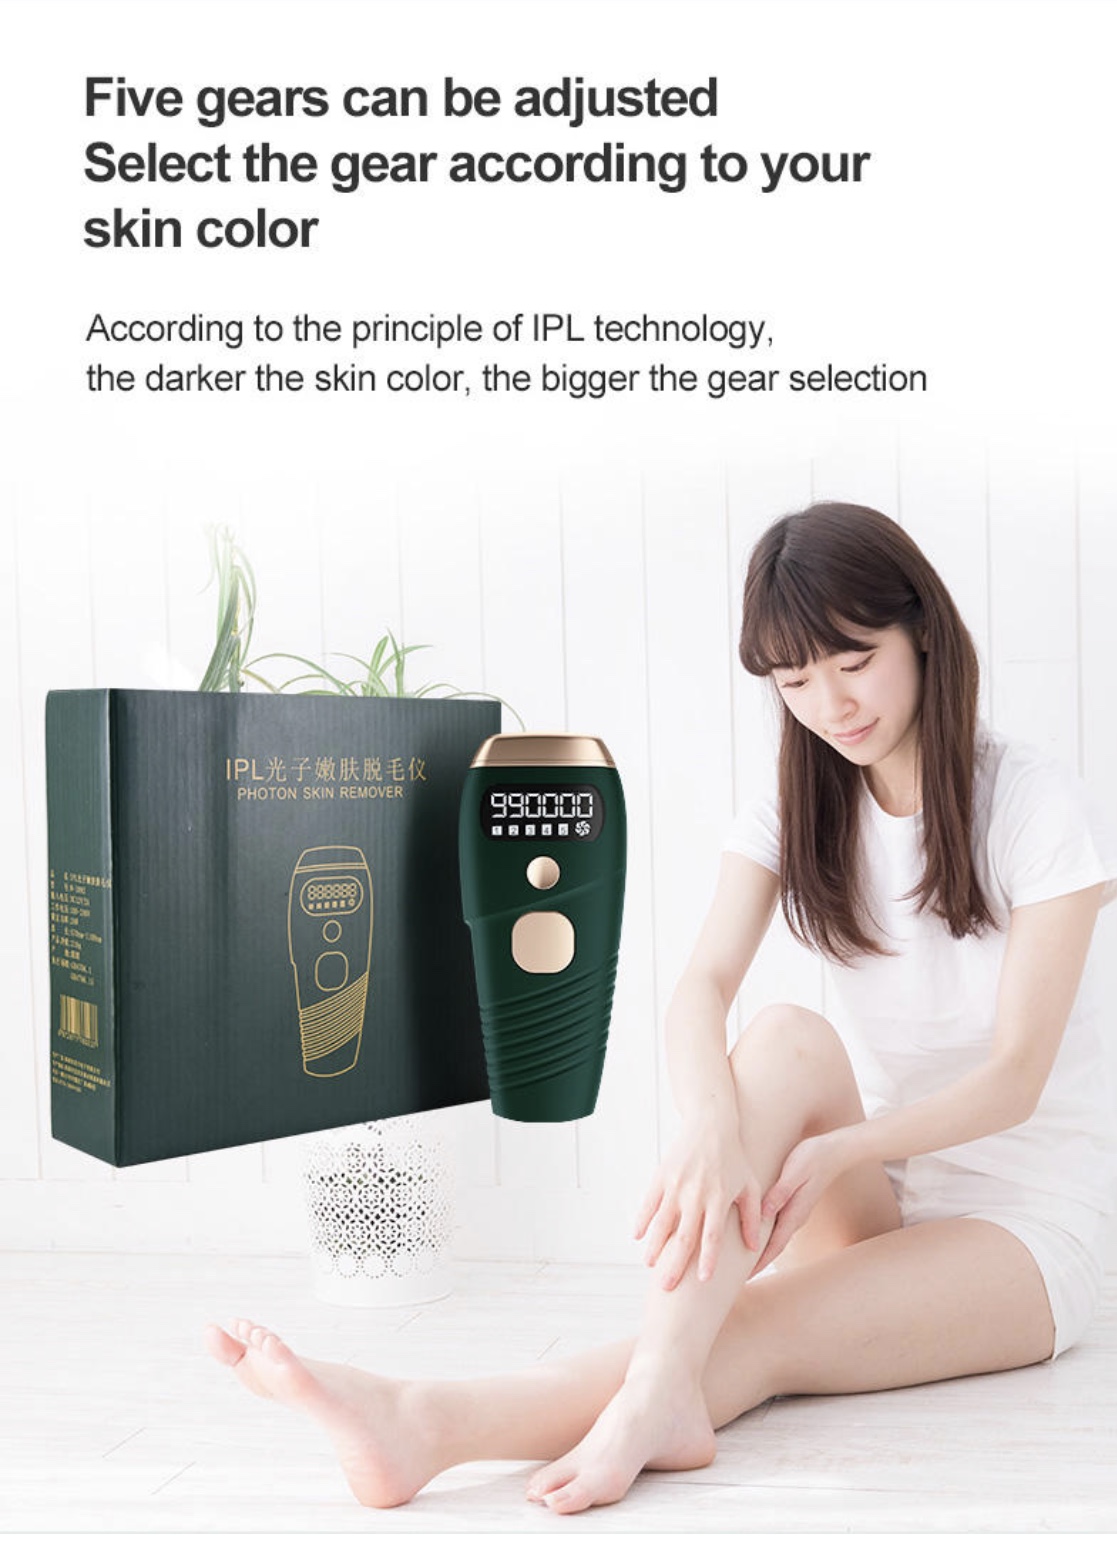 Five gears can be adjusted
Select the gear according to your
skin color
According to the principle of IPL technology,
the darker the skin color, the bigger the gear selection
IPL光子嫩肤脱毛仪
PHOTON SKIN REMOVER
888888
990000
1 2 3 4 5